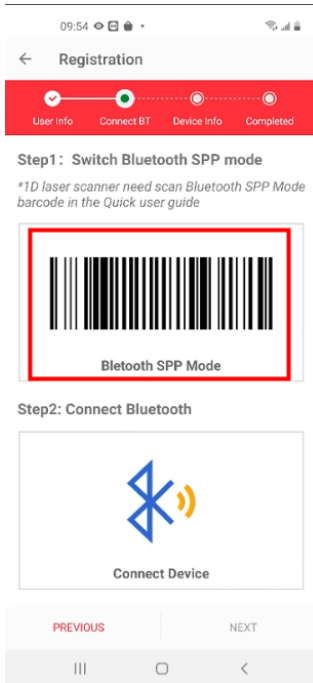 09:54
Registration
User Info Connect BT Device Info Completed
Step1: Switch Bluetooth SPP mode
*1D laser scanner need scan Bluetooth SPP Mode
barcode in the Quick user guide
Bletooth SPP Mode
Step2: Connect Bluetooth
Connect Device
PREVIOUS NEXT